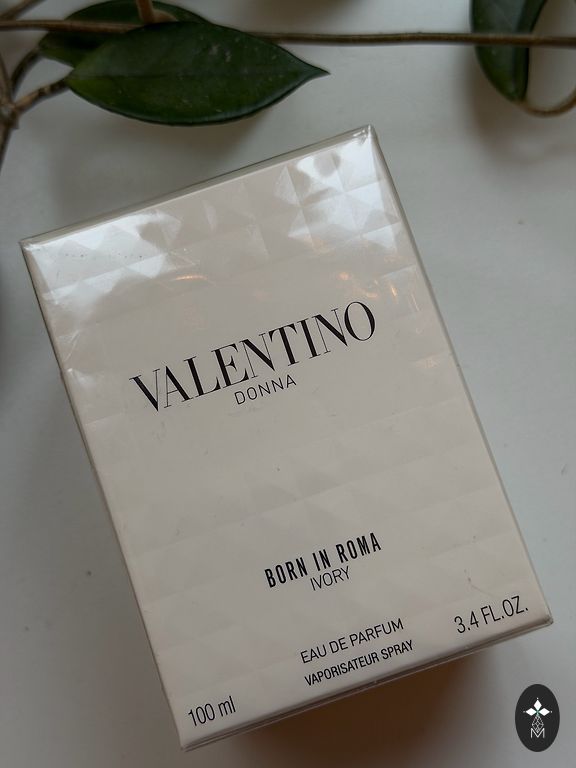 VALENTINO
DONNA
BORN IN ROMA
IVORY
EAU DE PARFUM
VAPORISATEUR SPRAY
100 ml
3.4 FL.OZ.
M